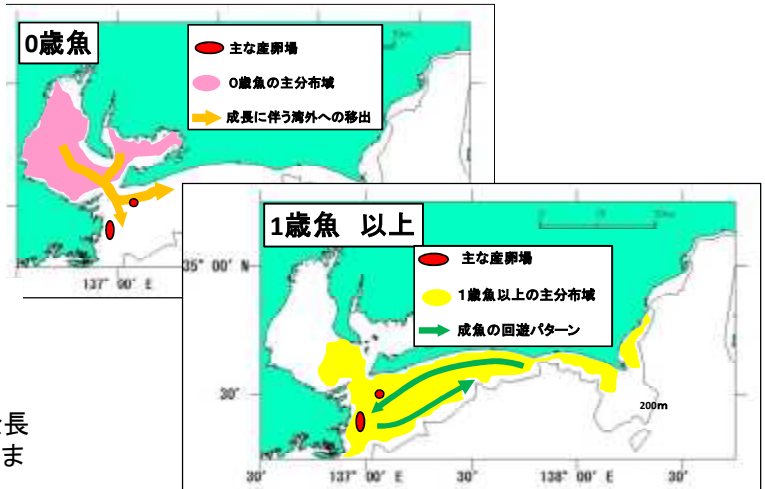 0歳魚
主な産卵場
0歳魚の主分布域
成長に伴う湾外への移出
137° 00′ E
1歳魚 以上
主な産卵場
1歳魚以上の主分布域
成魚の回遊パターン
35° 00′ N
30′
200m
30′
137° 00′ E
30′
138° 00′ E
30′
長
ま